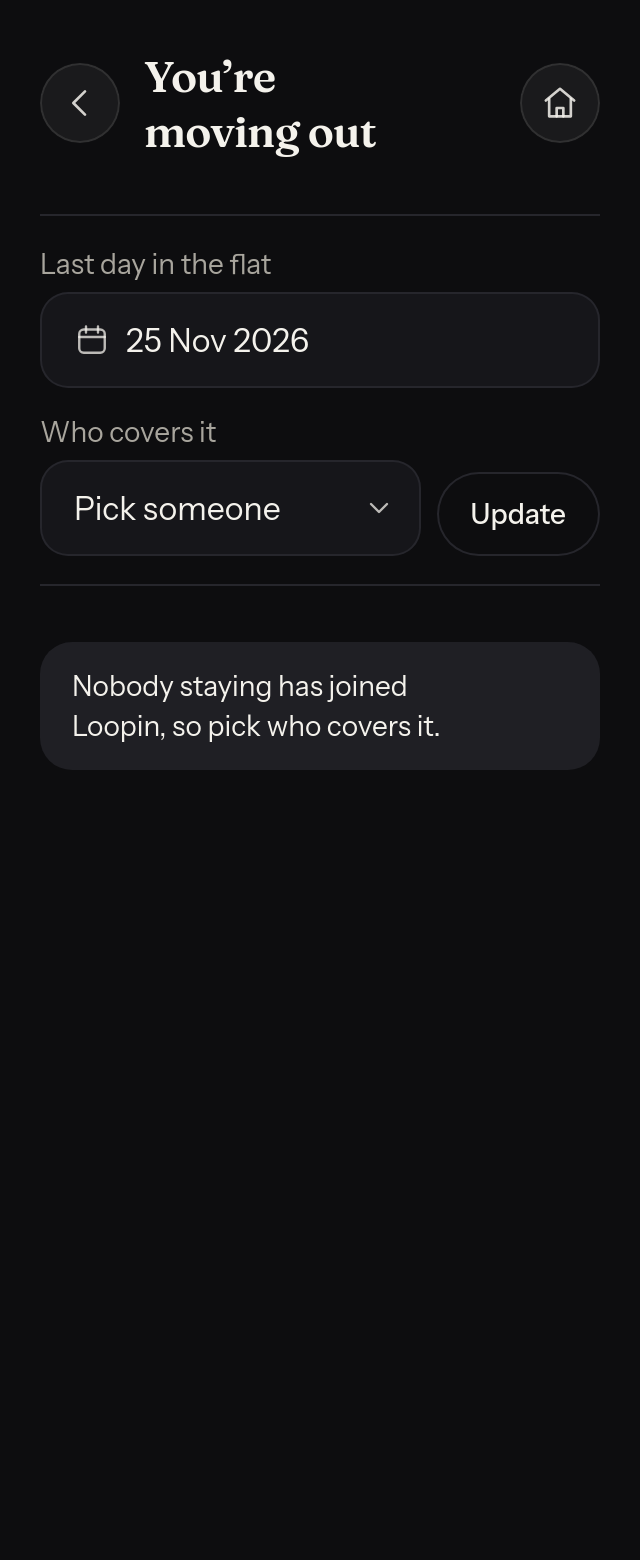 You’re
moving out
Last day in the flat
25 Nov 2026
Who covers it
Pick someone
Update
Nobody staying has joined
Loopin, so pick who covers it.